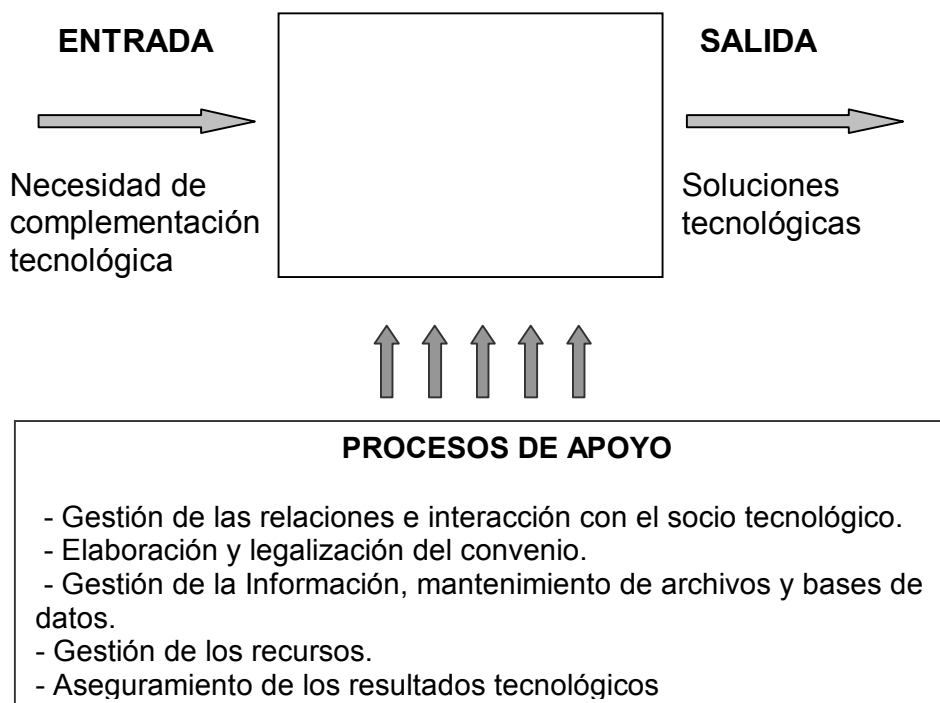 ENTRADA
SALIDA
Necesidad de
complementación
tecnológica
Soluciones
tecnológicas
PROCESOS DE APOYO
- Gestión de las relaciones e interacción con el socio tecnológico.
- Elaboración y legalización del convenio.
- Gestión de la Información, mantenimiento de archivos y bases de
datos.
- Gestión de los recursos.
- Aseguramiento de los resultados tecnológicos